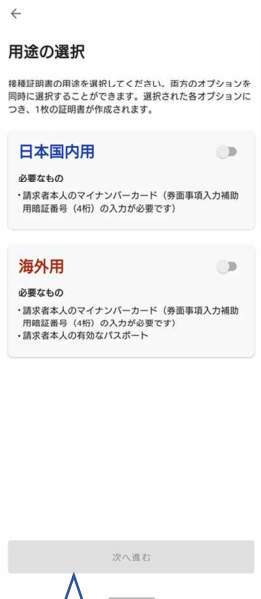 用途の選択
接種証明書の用途を選択してください。両方のオプションを
同時に選択することができます。選択された各オプションに
つき、1枚の証明書が作成されます。
日本国内用
必要なもの
・請求者本人のマイナンバーカード（券面事項入力補助
用暗証番号（4桁）の入力が必要です）
海外用
必要なもの
・請求者本人のマイナンバーカード（券面事項入力補助
用暗証番号（4桁）の入力が必要です）
・請求者本人の有効なパスポート
次へ進む